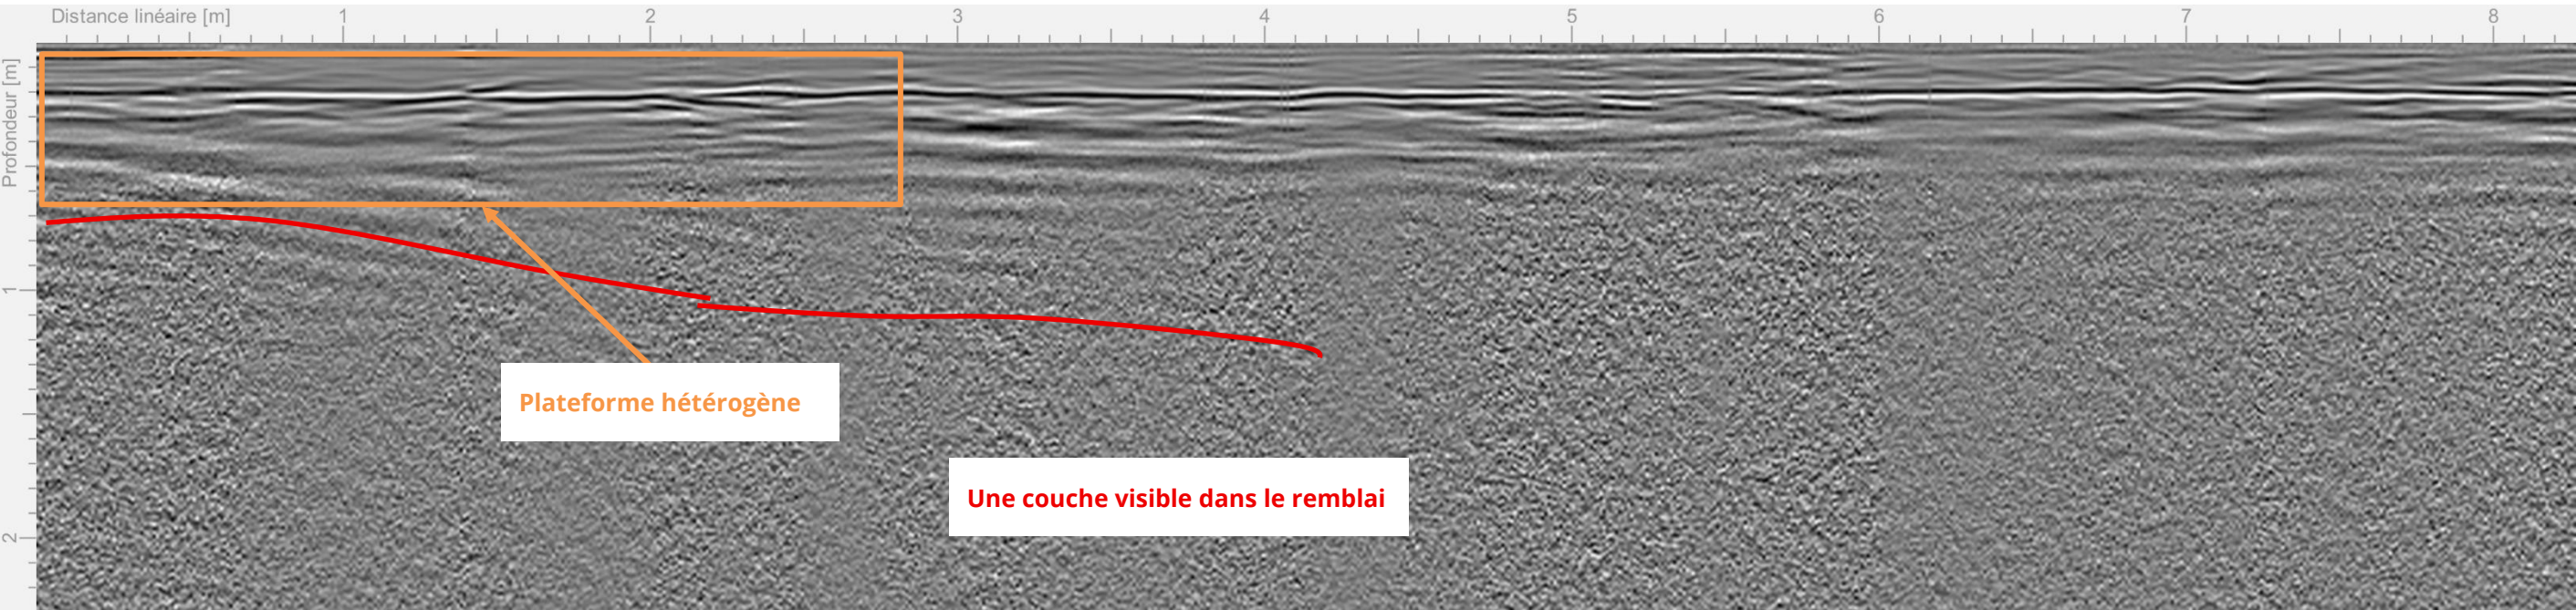 Distance linéaire [m]
1
2
3
4
5
6
7
8
Profondeur [m]
1
2
Plateforme hétérogène
Une couche visible dans le remblai